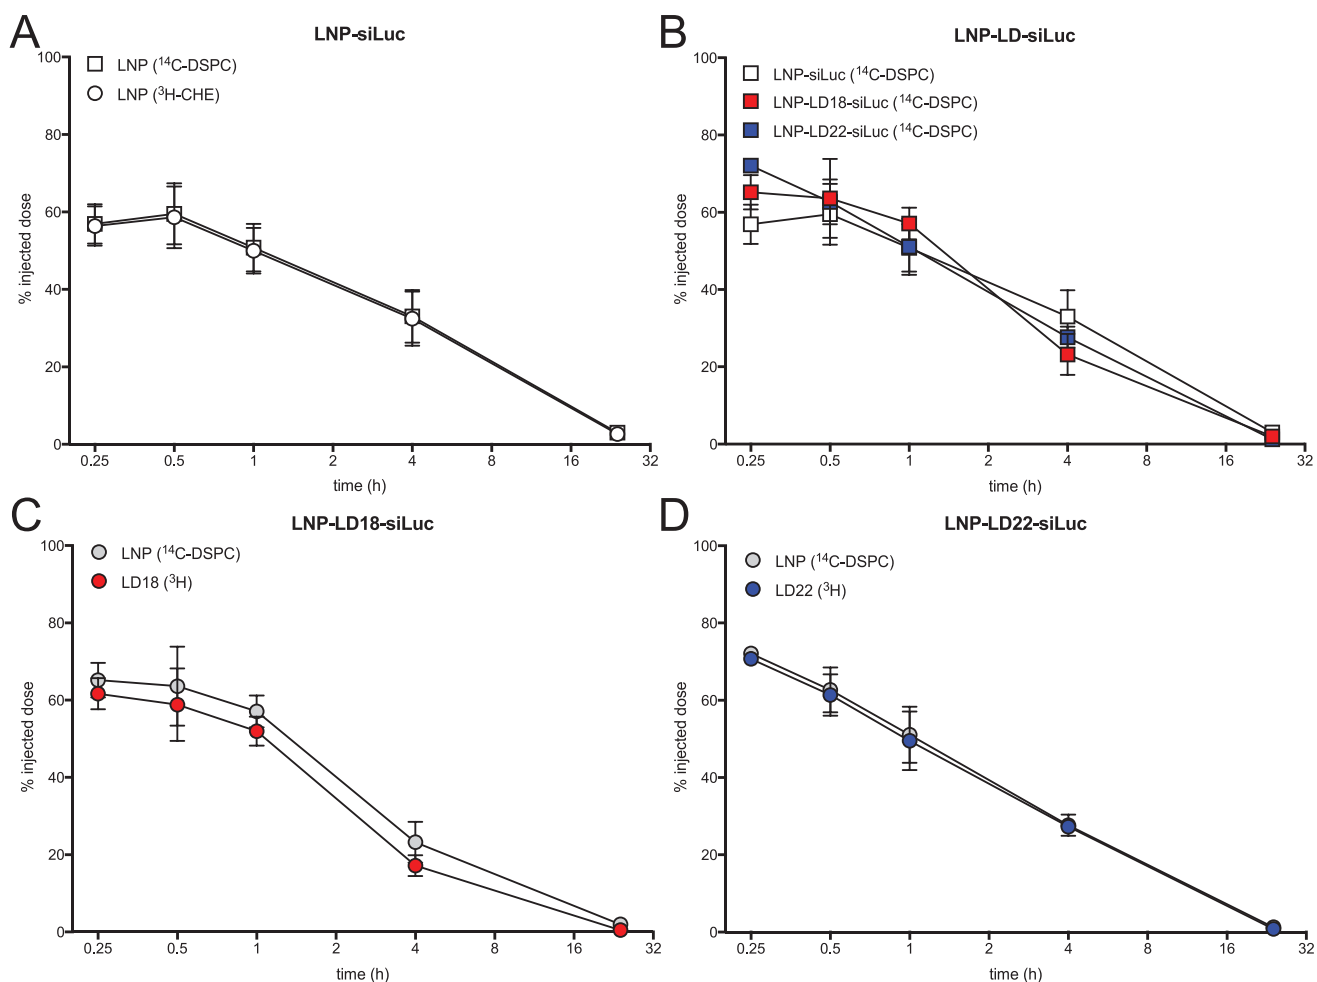 A
LNP-siLuc
LNP (¹⁴C-DSPC)
LNP (³H-CHE)
100
80
60
40
20
0
% injected dose
0.25 0.5 1 2 4 8 16 32
time (h)
B
LNP-LD-siLuc
LNP-siLuc (¹⁴C-DSPC)
LNP-LD18-siLuc (¹⁴C-DSPC)
LNP-LD22-siLuc (¹⁴C-DSPC)
100
80
60
40
20
0
% injected dose
0.25 0.5 1 2 4 8 16 32
time (h)
C
LNP-LD18-siLuc
LNP (¹⁴C-DSPC)
LD18 (³H)
100
80
60
40
20
0
% injected dose
0.25 0.5 1 2 4 8 16 32
time (h)
D
LNP-LD22-siLuc
LNP (¹⁴C-DSPC)
LD22 (³H)
100
80
60
40
20
0
% injected dose
0.25 0.5 1 2 4 8 16 32
time (h)